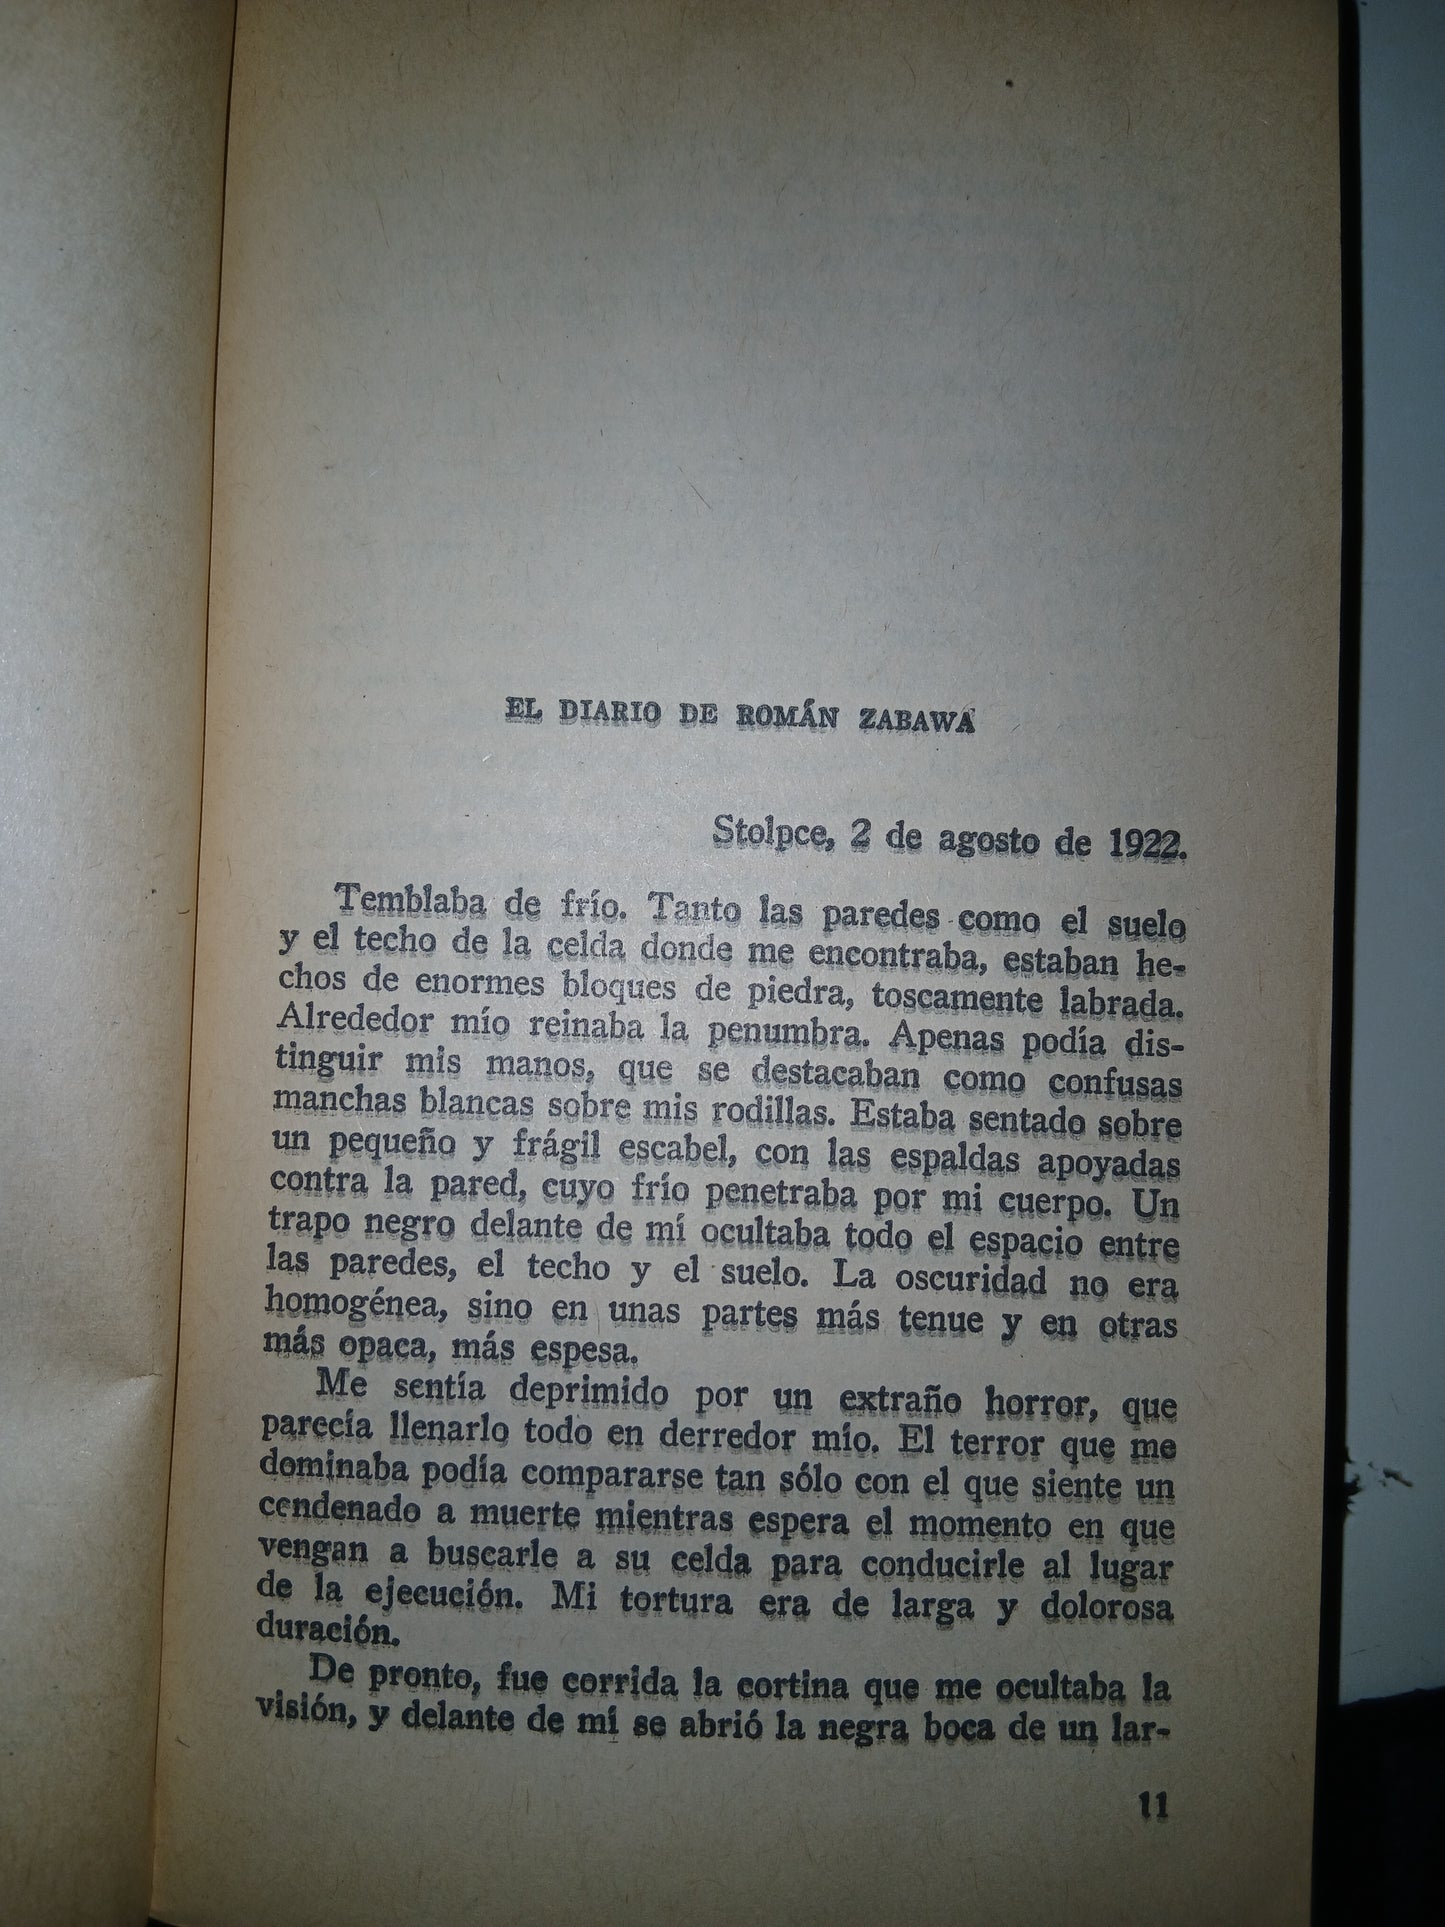 EL DIARIO DE ROMÁN ZABAWA
Stolpce, 2 de agosto de 1922.
Temblaba de frío. Tanto las paredes como el suelo
y el techo de la celda donde me encontraba, estaban he-
chos de enormes bloques de piedra, toscamente labrada.
Alrededor mío reinaba la penumbra. Apenas podía dis-
tinguir mis manos, que se destacaban como confusas
manchas blancas sobre mis rodillas. Estaba sentado sobre
un pequeño y frágil escabel, con las espaldas apoyadas
contra la pared, cuyo frío penetraba por mi cuerpo. Un
trapo negro delante de mí ocultaba todo el espacio entre
las paredes, el techo y el suelo. La oscuridad no era
homogénea, sino en unas partes más tenue y en otras
más opaca, más espesa.
Me sentía deprimido por un extraño horror, que
parecía llenarlo todo en derredor mío. El terror que me
dominaba podía compararse tan sólo con el que siente un
condenado a muerte mientras espera el momento en que
vengan a buscarle a su celda para conducirle al lugar
de la ejecución. Mi tortura era de larga y dolorosa
duración.
De pronto, fue corrida la cortina que me ocultaba la
visión, y delante de mí se abrió la negra boca de un lar-
11